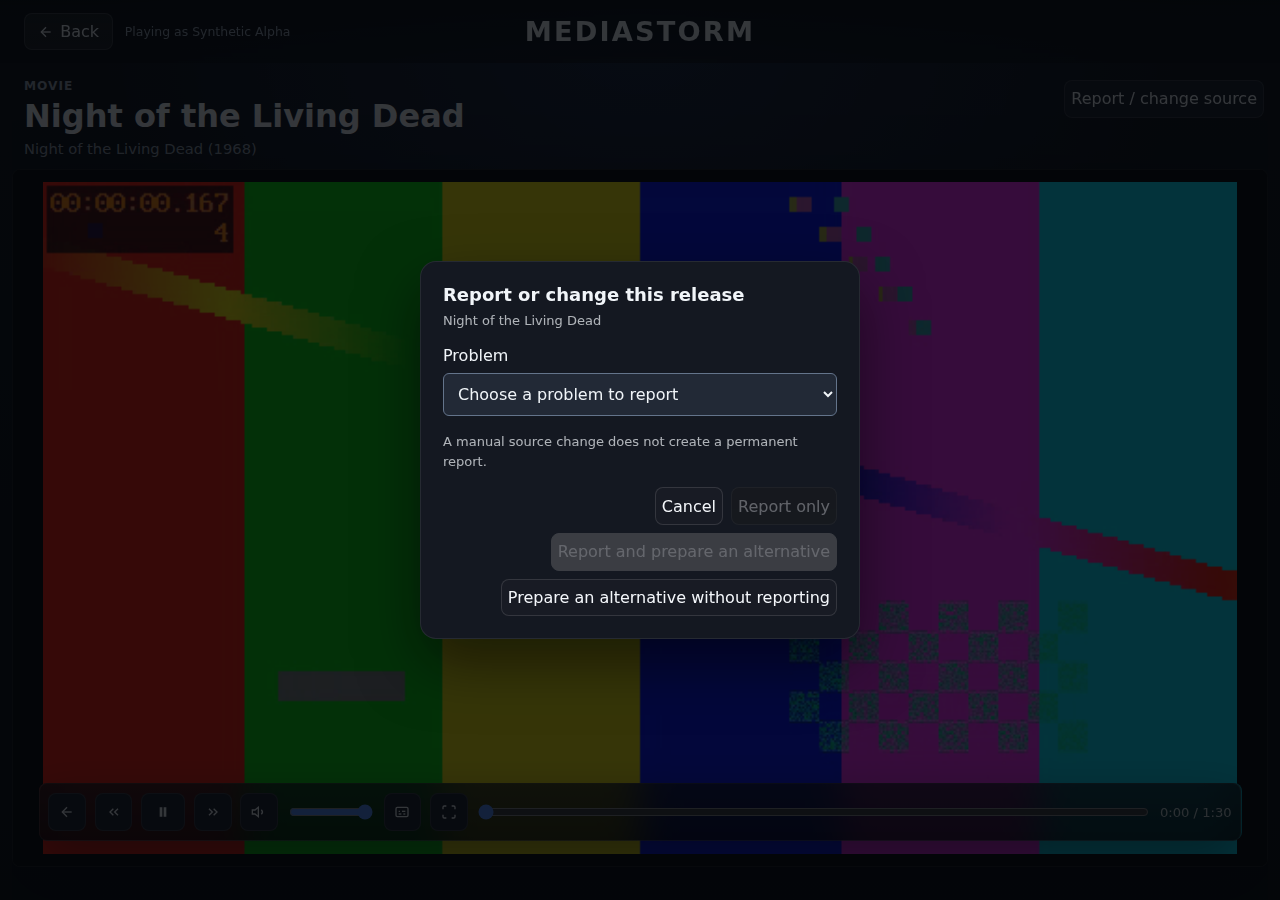 Back
Playing as Synthetic Alpha
MEDIASTORM
MOVIE
Night of the Living Dead
Night of the Living Dead (1968)
Report / change source
00:00:00.167
4
Report or change this release
Night of the Living Dead
Problem
Choose a problem to report
A manual source change does not create a permanent
report.
Cancel
Report only
Report and prepare an alternative
Prepare an alternative without reporting
0:00 / 1:30